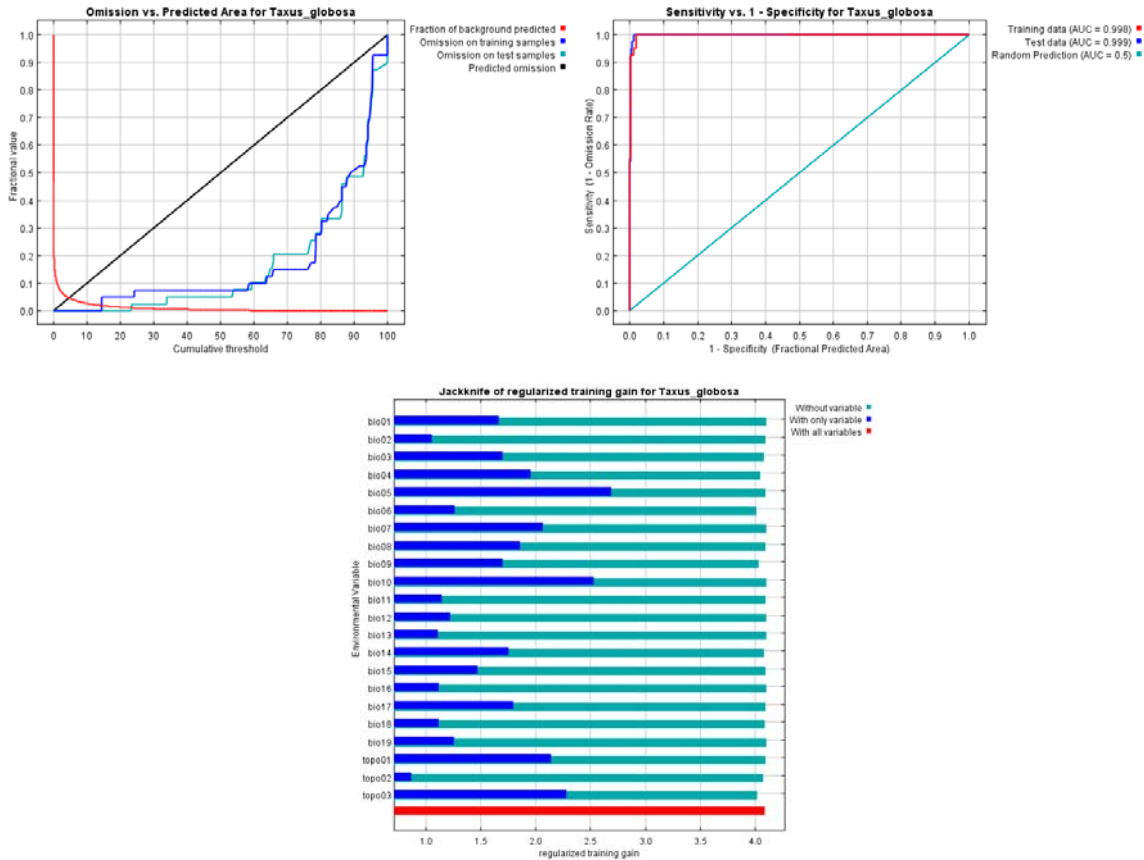 Omission vs. Predicted Area for Taxus_globosa
Fraction of background predicted
Omission on training samples
Omission on test samples
Predicted omission
1.0
0.9
0.8
0.7
0.6
0.5
0.4
0.3
0.2
0.1
0.0
Fractional value
0 10 20 30 40 50 60 70 80 90 100
Cumulative threshold
Sensitivity vs. 1 - Specificity for Taxus_globosa
Training data (AUC = 0.998)
Test data (AUC = 0.999)
Random Prediction (AUC = 0.5)
1.0
0.9
0.8
0.7
0.6
0.5
0.4
0.3
0.2
0.1
0.0
Sensitivity (1 - Omission Rate)
0.0 0.1 0.2 0.3 0.4 0.5 0.6 0.7 0.8 0.9 1.0
1 - Specificity (Fractional Predicted Area)
Jackknife of regularized training gain for Taxus_globosa
Without variable
With only variable
With all variables
bio01
bio02
bio03
bio04
bio05
bio06
bio07
bio08
bio09
bio10
bio11
bio12
bio13
bio14
bio15
bio16
bio17
bio18
bio19
topo01
topo02
topo03
Environmental Variable
1.0 1.5 2.0 2.5 3.0 3.5 4.0
regularized training gain